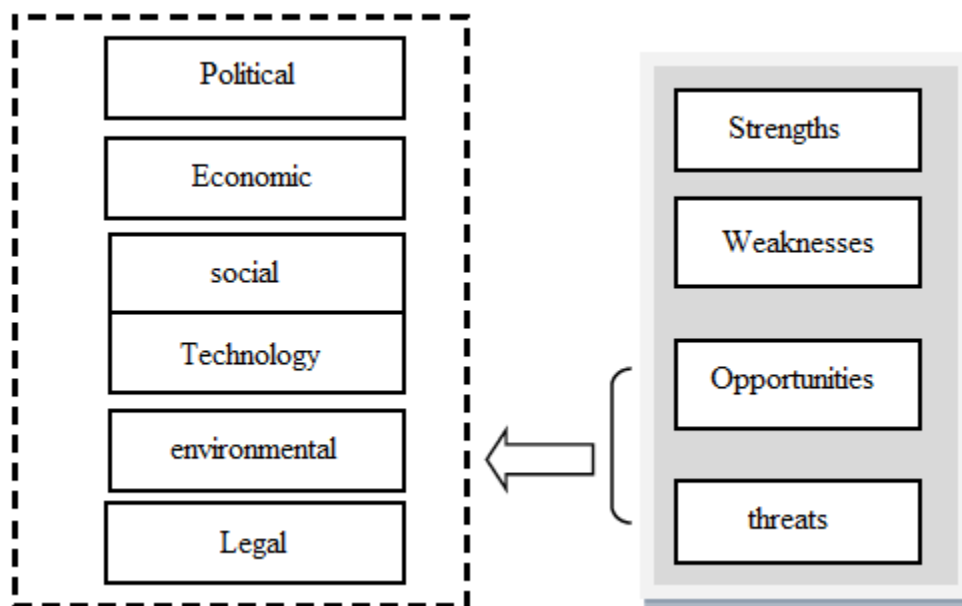 Political
Economic
social
Technology
environmental
Legal
Strengths
Weaknesses
Opportunities
threats